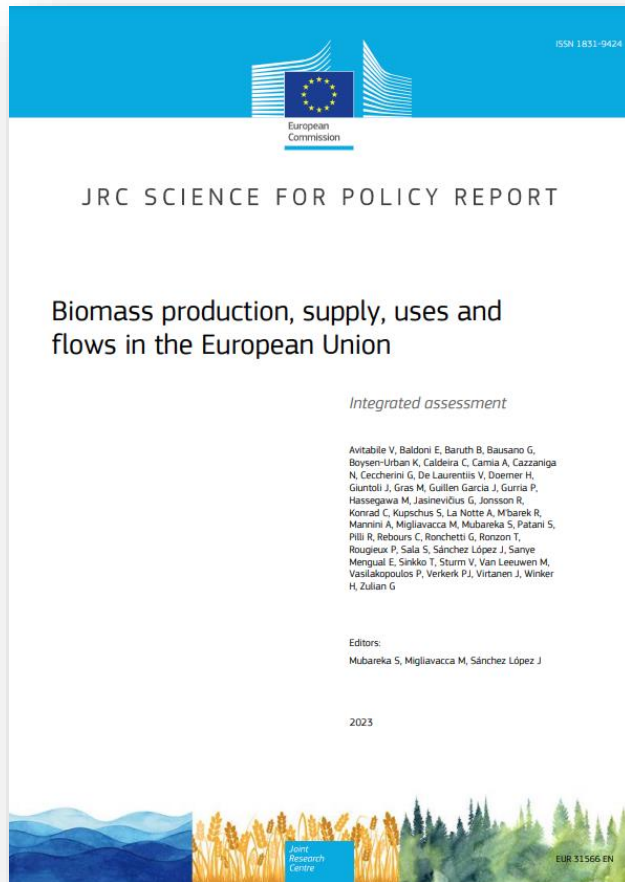 ISSN 1831-9424
European
Commission
JRC SCIENCE FOR POLICY REPORT
Biomass production, supply, uses and
flows in the European Union
Integrated assessment
Avitabile V, Baldoni E, Baruth B, Bausano G,
Boysen-Urban K, Caldeira C, Camia A, Cazzaniga
N, Ceccherini G, De Laurentiis V, Doerner H,
Giuntoli J, Gras M, Guillen Garcia J, Gurria P,
Hassegawa M, Jasinevičius G, Jonsson R,
Konrad C, Kupschus S, La Notte A, M'barek R,
Mannini A, Migliavacca M, Mubareka S, Patani S,
Pilli R, Rebours C, Ronchetti G, Ronzon T,
Rougieux P, Sala S, Sánchez López J, Sanye
Mengual E, Sinkko T, Sturm V, Van Leeuwen M,
Vasilakopoulos P, Verkerk PJ, Virtanen J, Winker
H, Zulian G
Editors:
Mubareka S, Migliavacca M, Sánchez López J
2023
Joint
Research
Centre
EUR 31566 EN